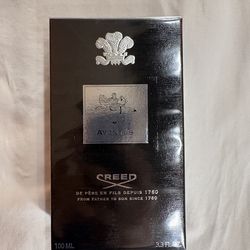 AVENTUS
CREED
DE PÈRE EN FILS DEPUIS 1760
FROM FATHER TO SON SINCE 1760
100 ML
3.3 FL